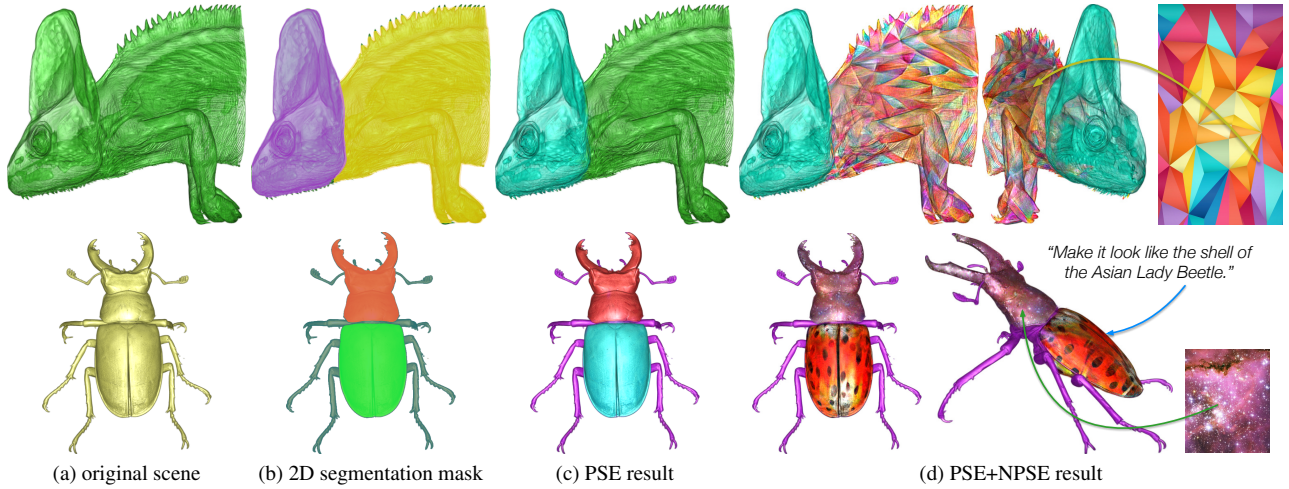 “Make it look like the shell of
the Asian Lady Beetle.”
(a) original scene
(b) 2D segmentation mask
(c) PSE result
(d) PSE+NPSE result